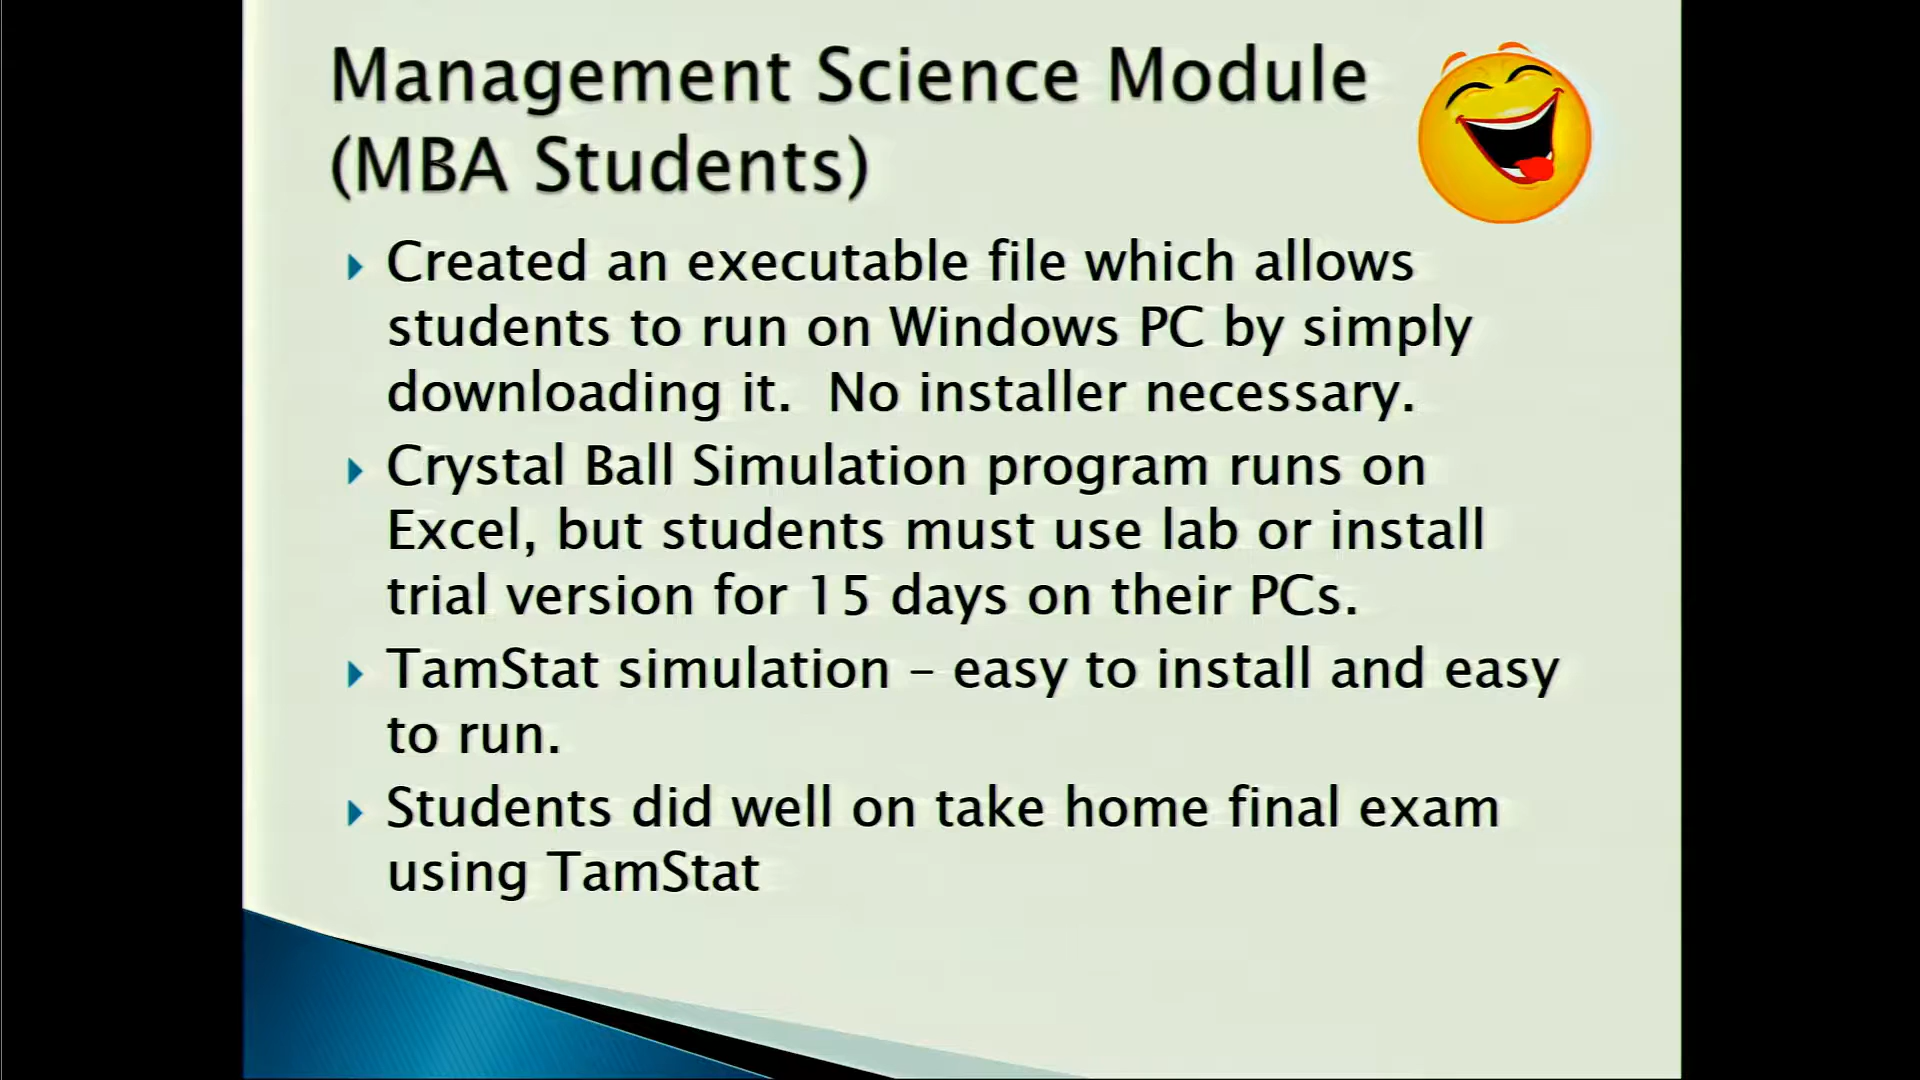 Management Science Module
(MBA Students)
Created an executable file which allows
students to run on Windows PC by simply
downloading it.  No installer necessary.
Crystal Ball Simulation program runs on
Excel, but students must use lab or install
trial version for 15 days on their PCs.
TamStat simulation – easy to install and easy
to run.
Students did well on take home final exam
using TamStat